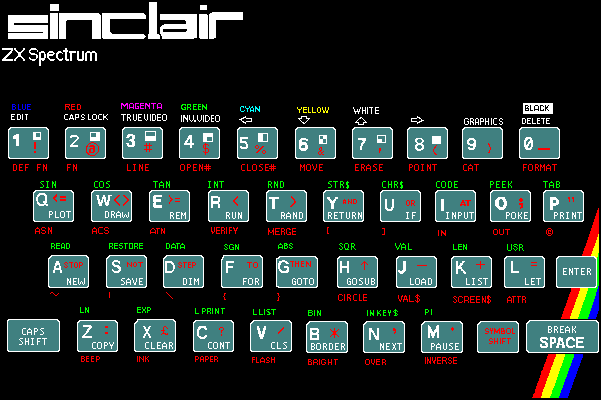 sinclair
ZX Spectrum
BLUE RED MAGENTA GREEN CYAN YELLOW WHITE BLACK
EDIT CAPS LOCK TRUE VIDEO INV.VIDEO GRAPHICS DELETE
1 ! 2 @ 3 # 4 $ 5 % 6 & 7 ' 8 ( 9 ) 0 _
DEF FN FN LINE OPEN# CLOSE# MOVE ERASE POINT CAT FORMAT
SIN COS TAN INT RND STR$ CHR$ CODE PEEK TAB
Q <= W <> E >= R < T > Y AND U OR I AT O ; P "
PLOT DRAW REM RUN RAND RETURN IF INPUT POKE PRINT
ASN ACS ATN VERIFY MERGE [ ] IN OUT ©
READ RESTORE DATA SGN ABS SQR VAL LEN USR
A STOP S NOT D STEP F TO G THEN H ↑ J - K + L = ENTER
NEW SAVE DIM FOR GOTO GOSUB LOAD LIST LET
~ | \ { } CIRCLE VAL$ SCREEN$ ATTR
LN EXP L PRINT L.LIST BIN IN KEY$ PI
CAPS SHIFT Z : X £ C ? V / B * N , M . SYMBOL SHIFT BREAK SPACE
COPY CLEAR CONT CLS BORDER NEXT PAUSE
BEEP INK PAPER FLASH BRIGHT OVER INVERSE